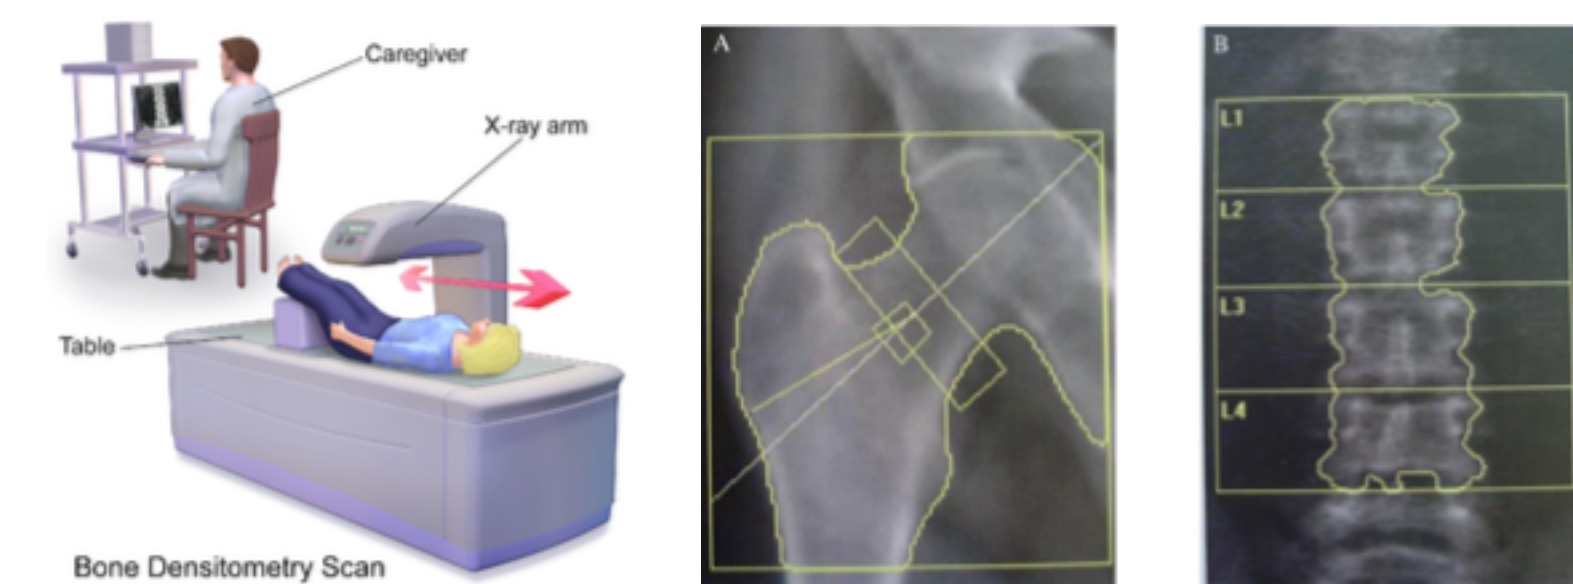 Caregiver
X-ray arm
Table
Bone Densitometry Scan
A
B
L1
L2
L3
L4